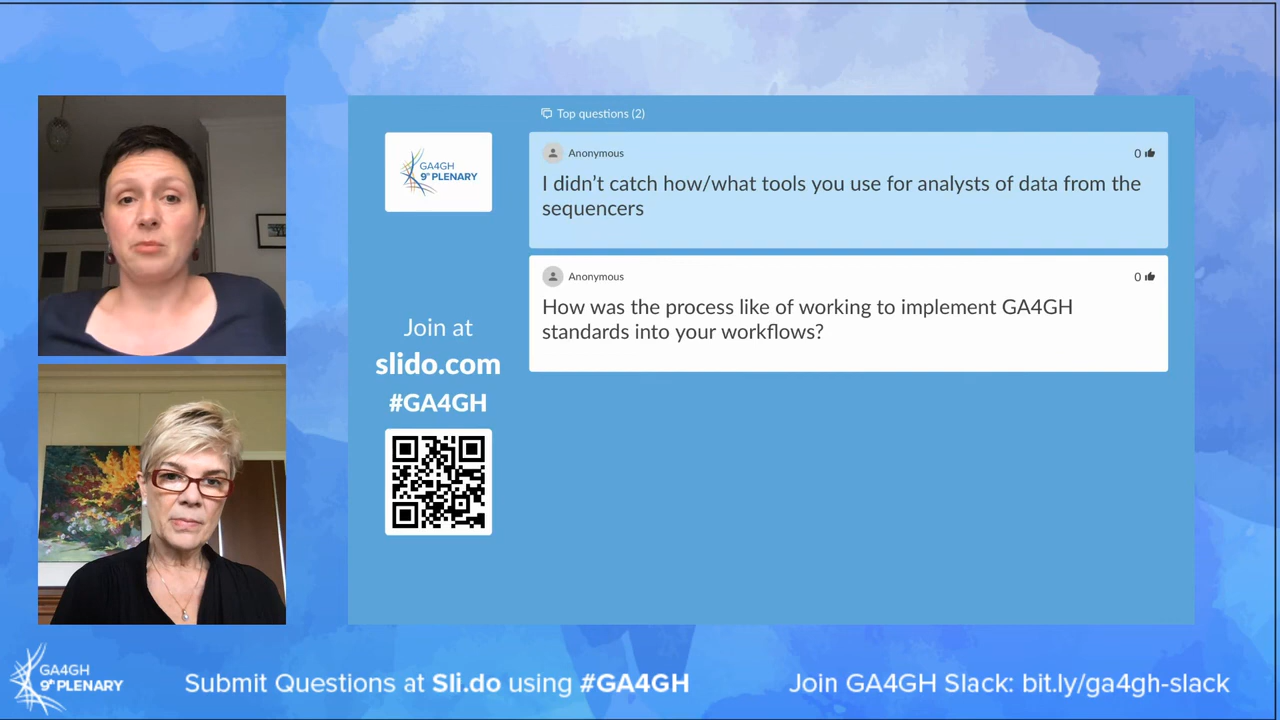 Top questions (2)
GA4GH
9th PLENARY
Anonymous
0
I didn't catch how/what tools you use for analysts of data from the
sequencers
Anonymous
0
How was the process like of working to implement GA4GH
standards into your workflows?
Join at
slido.com
#GA4GH
GA4GH
9th PLENARY
Submit Questions at Sli.do using #GA4GH
Join GA4GH Slack: bit.ly/ga4gh-slack